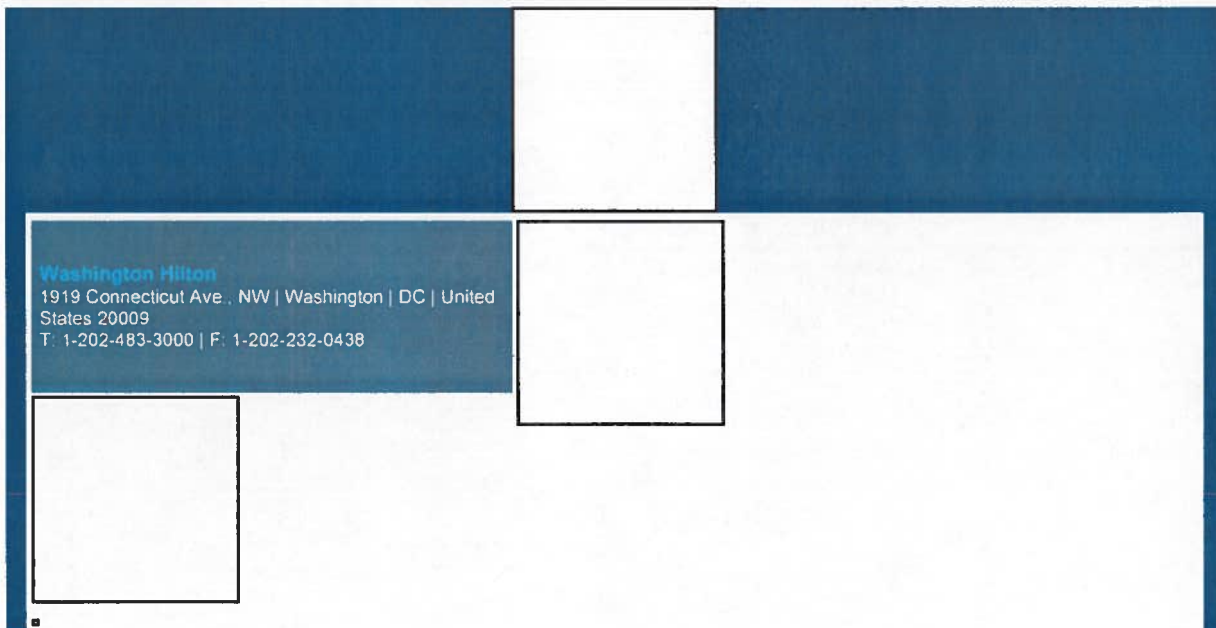 Washington Hilton
1919 Connecticut Ave., NW | Washington | DC | United
States 20009
T: 1-202-483-3000 | F: 1-202-232-0438